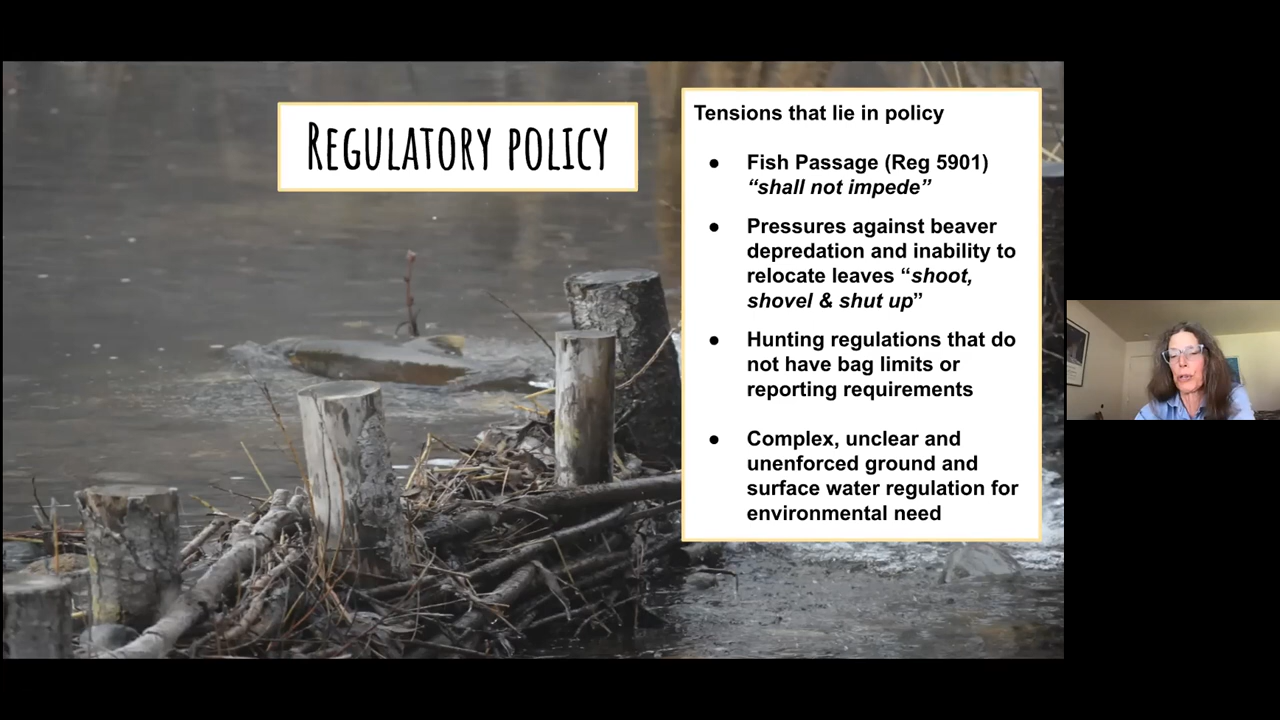 REGULATORY POLICY
Tensions that lie in policy
● Fish Passage (Reg 5901)
“shall not impede”
● Pressures against beaver
depredation and inability to
relocate leaves “shoot,
shovel & shut up”
● Hunting regulations that do
not have bag limits or
reporting requirements
● Complex, unclear and
unenforced ground and
surface water regulation for
environmental need